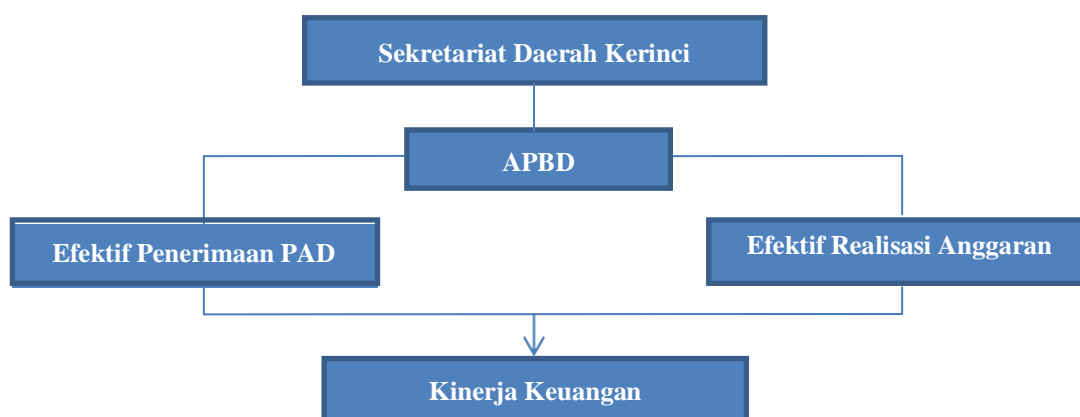 Sekretariat Daerah Kerinci
APBD
Efektif Penerimaan PAD
Efektif Realisasi Anggaran
Kinerja Keuangan